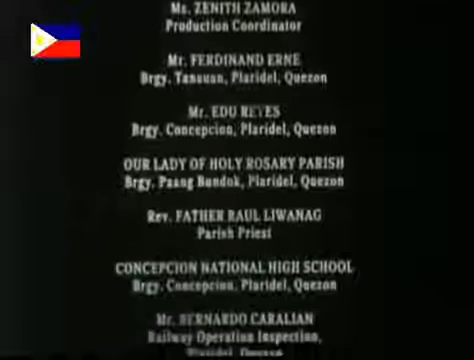 Ms. ZENITH ZAMORA
Production Coordinator
Mr. FERDINAND ERNE
Brgy. Tanauan, Plaridel, Quezon
Mr. EDU REYES
Brgy. Concepcion, Plaridel, Quezon
OUR LADY OF HOLY ROSARY PARISH
Brgy. Paang Bundok, Plaridel, Quezon
Rev. FATHER RAUL LIWANAG
Parish Priest
CONCEPCION NATIONAL HIGH SCHOOL
Brgy. Concepcion, Plaridel, Quezon
Mr. BERNARDO CARALIAN
Railway Operation Inspection,
Plaridel, Quezon